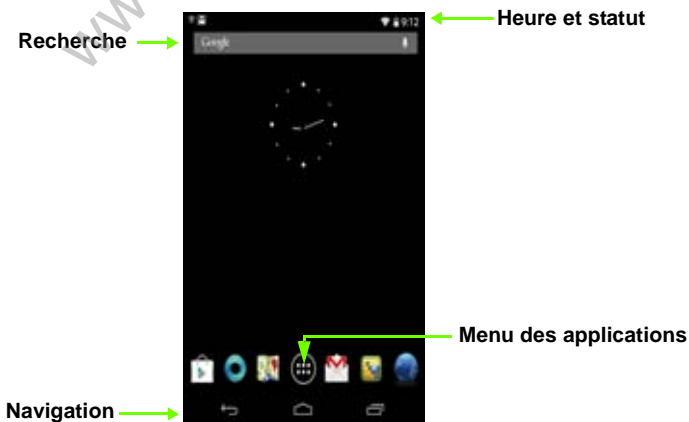 Heure et statut
9:12
Recherche
Google
Menu des applications
Navigation